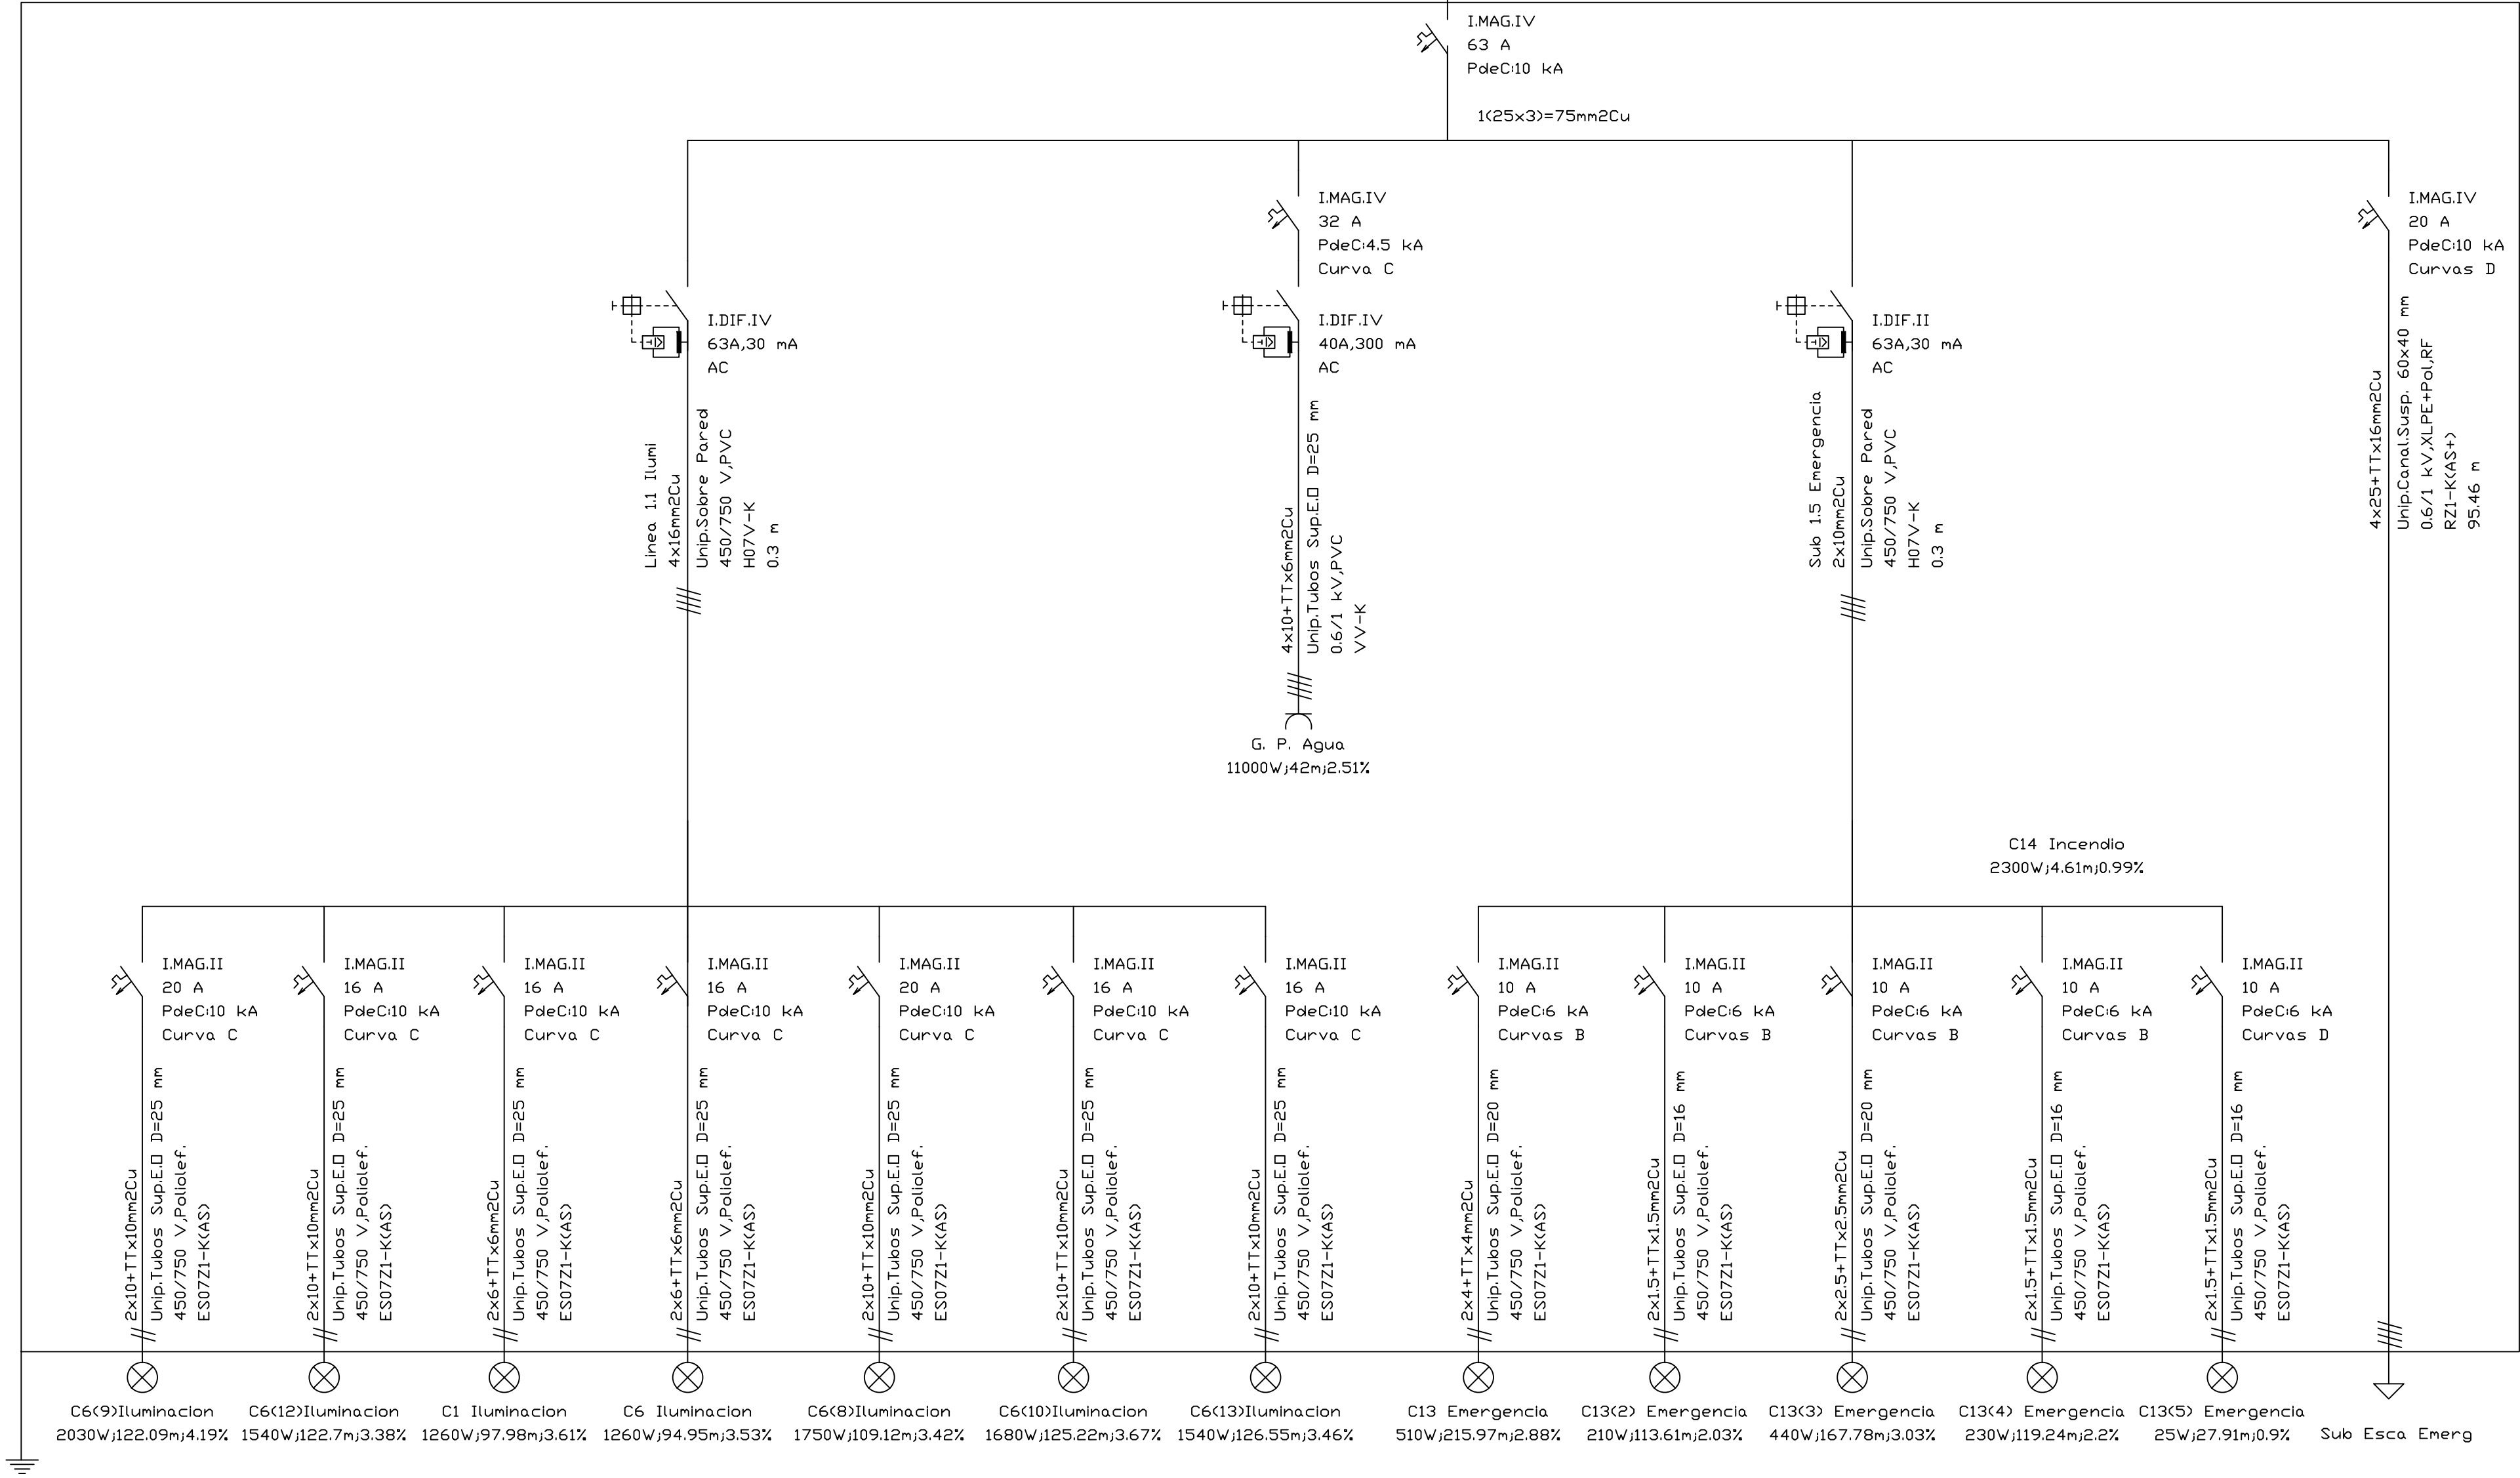 I.MAG.IV
63 A
PdeC:10 kA
1(25x3)=75mm2Cu
I.MAG.IV
32 A
PdeC:4.5 kA
Curva C
I.MAG.IV
20 A
PdeC:10 kA
Curvas D
I.DIF.IV
63A,30 mA
AC
I.DIF.IV
40A,300 mA
AC
I.DIF.II
63A,30 mA
AC
Linea 1.1 Ilumi
4x16mm2Cu
Unip.Sobre Pared
450/750 V,PVC
H07V-K
0.3 m
4x10+TTx6mm2Cu
Unip.Tubos Sup.E.□ D=25 mm
0.6/1 kV,PVC
VV-K
Sub 1.5 Emergencia
2x10mm2Cu
Unip.Sobre Pared
450/750 V,PVC
H07V-K
0.3 m
4x25+TTx16mm2Cu
Unip.Canal.Susp. 60x40 mm
0.6/1 kV,XLPE+Pol,RF
RZ1-K(AS+)
95.46 m
G. P. Agua
11000W;42m;2.51%
C14 Incendio
2300W;4.61m;0.99%
I.MAG.II
20 A
PdeC:10 kA
Curva C
I.MAG.II
16 A
PdeC:10 kA
Curva C
I.MAG.II
16 A
PdeC:10 kA
Curva C
I.MAG.II
16 A
PdeC:10 kA
Curva C
I.MAG.II
20 A
PdeC:10 kA
Curva C
I.MAG.II
16 A
PdeC:10 kA
Curva C
I.MAG.II
16 A
PdeC:10 kA
Curva C
I.MAG.II
10 A
PdeC:6 kA
Curvas B
I.MAG.II
10 A
PdeC:6 kA
Curvas B
I.MAG.II
10 A
PdeC:6 kA
Curvas B
I.MAG.II
10 A
PdeC:6 kA
Curvas B
I.MAG.II
10 A
PdeC:6 kA
Curvas D
2x10+TTx10mm2Cu
Unip.Tubos Sup.E.□ D=25 mm
450/750 V,Poliolef.
ES07Z1-K(AS)
2x10+TTx10mm2Cu
Unip.Tubos Sup.E.□ D=25 mm
450/750 V,Poliolef.
ES07Z1-K(AS)
2x6+TTx6mm2Cu
Unip.Tubos Sup.E.□ D=25 mm
450/750 V,Poliolef.
ES07Z1-K(AS)
2x6+TTx6mm2Cu
Unip.Tubos Sup.E.□ D=25 mm
450/750 V,Poliolef.
ES07Z1-K(AS)
2x10+TTx10mm2Cu
Unip.Tubos Sup.E.□ D=25 mm
450/750 V,Poliolef.
ES07Z1-K(AS)
2x10+TTx10mm2Cu
Unip.Tubos Sup.E.□ D=25 mm
450/750 V,Poliolef.
ES07Z1-K(AS)
2x10+TTx10mm2Cu
Unip.Tubos Sup.E.□ D=25 mm
450/750 V,Poliolef.
ES07Z1-K(AS)
2x4+TTx4mm2Cu
Unip.Tubos Sup.E.□ D=20 mm
450/750 V,Poliolef.
ES07Z1-K(AS)
2x1.5+TTx1.5mm2Cu
Unip.Tubos Sup.E.□ D=16 mm
450/750 V,Poliolef.
ES07Z1-K(AS)
2x2.5+TTx2.5mm2Cu
Unip.Tubos Sup.E.□ D=20 mm
450/750 V,Poliolef.
ES07Z1-K(AS)
2x1.5+TTx1.5mm2Cu
Unip.Tubos Sup.E.□ D=16 mm
450/750 V,Poliolef.
ES07Z1-K(AS)
2x1.5+TTx1.5mm2Cu
Unip.Tubos Sup.E.□ D=16 mm
450/750 V,Poliolef.
ES07Z1-K(AS)
C6(9)Iluminacion
2030W;122.09m;4.19%
C6(12)Iluminacion
1540W;122.7m;3.38%
C1 Iluminacion
1260W;97.98m;3.61%
C6 Iluminacion
1260W;94.95m;3.53%
C6(8)Iluminacion
1750W;109.12m;3.42%
C6(10)Iluminacion
1680W;125.22m;3.67%
C6(13)Iluminacion
1540W;126.55m;3.46%
C13 Emergencia
510W;215.97m;2.88%
C13(2) Emergencia
210W;113.61m;2.03%
C13(3) Emergencia
440W;167.78m;3.03%
C13(4) Emergencia
230W;119.24m;2.2%
C13(5) Emergencia
25W;27.91m;0.9%
Sub Esca Emerg